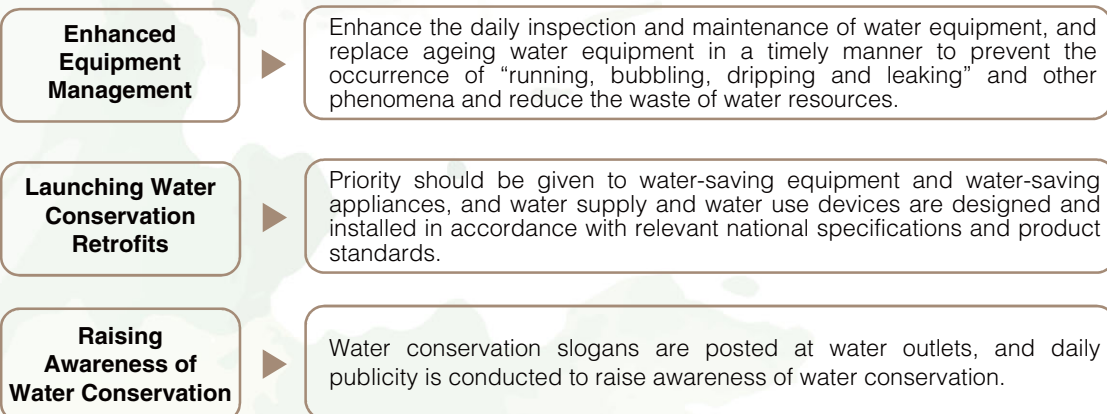 Enhanced
Equipment
Management
Enhance the daily inspection and maintenance of water equipment, and
replace ageing water equipment in a timely manner to prevent the
occurrence of “running, bubbling, dripping and leaking” and other
phenomena and reduce the waste of water resources.
Launching Water
Conservation
Retrofits
Priority should be given to water-saving equipment and water-saving
appliances, and water supply and water use devices are designed and
installed in accordance with relevant national specifications and product
standards.
Raising
Awareness of
Water Conservation
Water conservation slogans are posted at water outlets, and daily
publicity is conducted to raise awareness of water conservation.